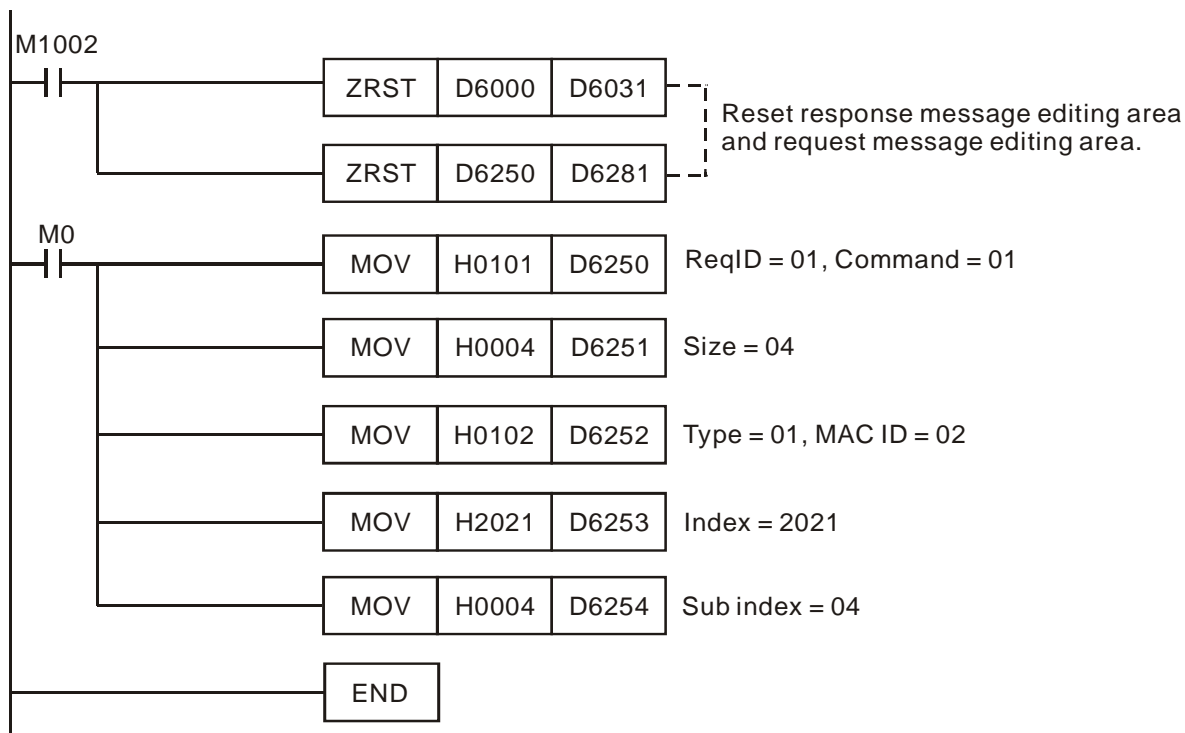 M1002
ZRST D6000 D6031
Reset response message editing area
and request message editing area.
ZRST D6250 D6281
M0
MOV H0101 D6250 ReqID = 01, Command = 01
MOV H0004 D6251 Size = 04
MOV H0102 D6252 Type = 01, MAC ID = 02
MOV H2021 D6253 Index = 2021
MOV H0004 D6254 Sub index = 04
END